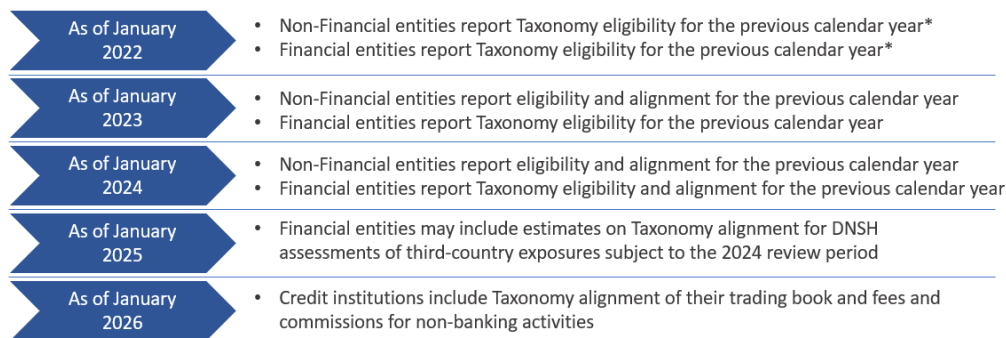 As of January
2022
• Non-Financial entities report Taxonomy eligibility for the previous calendar year*
• Financial entities report Taxonomy eligibility for the previous calendar year*
As of January
2023
• Non-Financial entities report eligibility and alignment for the previous calendar year
• Financial entities report Taxonomy eligibility for the previous calendar year
As of January
2024
• Non-Financial entities report eligibility and alignment for the previous calendar year
• Financial entities report Taxonomy eligibility and alignment for the previous calendar year
As of January
2025
• Financial entities may include estimates on Taxonomy alignment for DNSH
assessments of third-country exposures subject to the 2024 review period
As of January
2026
• Credit institutions include Taxonomy alignment of their trading book and fees and
commissions for non-banking activities